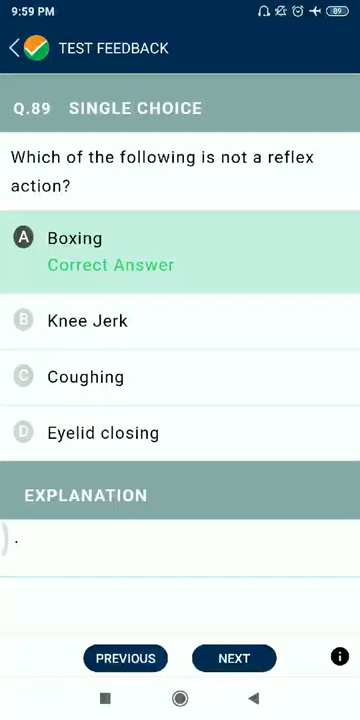 9:59 PM
89
TEST FEEDBACK
Q.89 SINGLE CHOICE
Which of the following is not a reflex
action?
A Boxing
Correct Answer
B Knee Jerk
C Coughing
D Eyelid closing
EXPLANATION
.
PREVIOUS NEXT